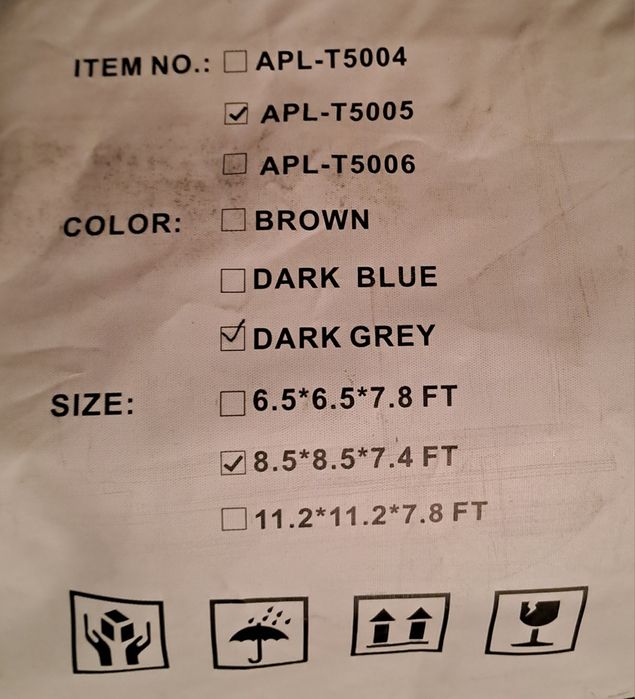 ITEM NO.: ☐ APL-T5004
☑ APL-T5005
☐ APL-T5006
COLOR: ☐ BROWN
☐ DARK BLUE
☑ DARK GREY
SIZE: ☐ 6.5*6.5*7.8 FT
☑ 8.5*8.5*7.4 FT
☐ 11.2*11.2*7.8 FT